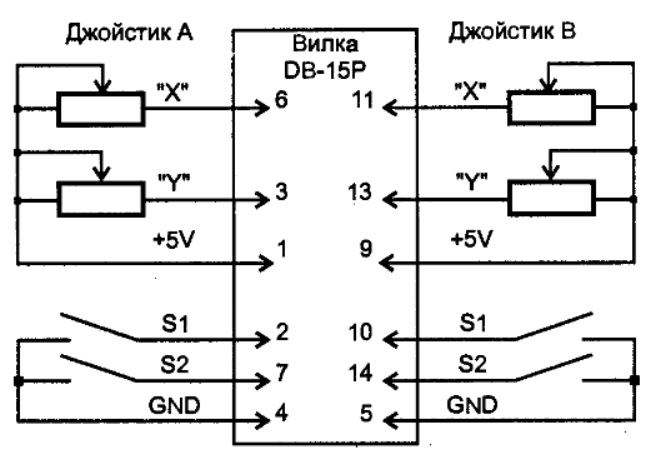 Джойстик А
Вилка
DB-15P
Джойстик В
"X" 6 11 "X"
"Y" 3 13 "Y"
+5V 1 9 +5V
S1 2 10 S1
S2 7 14 S2
GND 4 5 GND